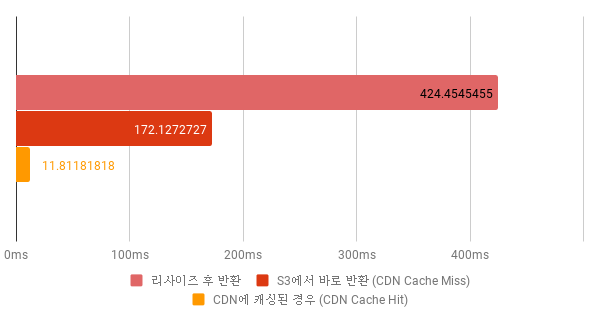 424.4545455
172.1272727
11.81181818
0ms 100ms 200ms 300ms 400ms
리사이즈 후 반환 S3에서 바로 반환 (CDN Cache Miss)
CDN에 캐싱된 경우 (CDN Cache Hit)